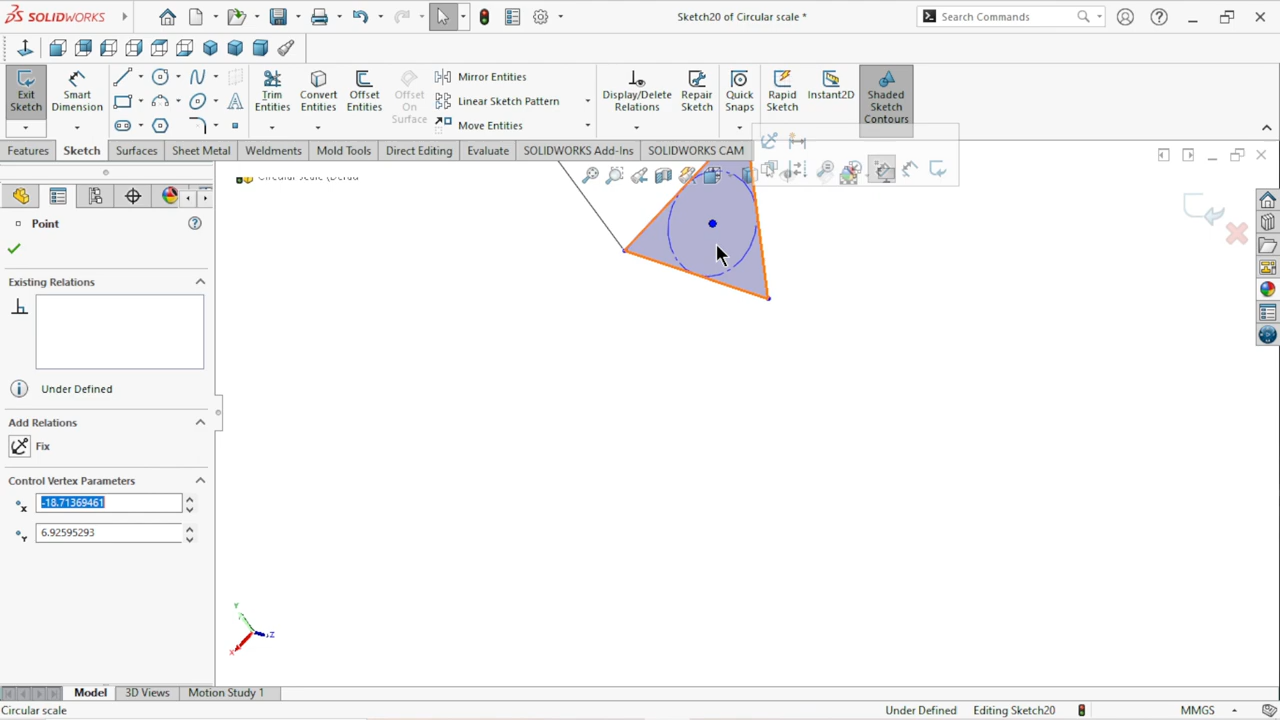 SOLIDWORKS
Sketch20 of Circular scale *
Search Commands
Exit Sketch
Smart Dimension
Trim Entities
Convert Entities
Offset Entities
Offset On Surface
Mirror Entities
Linear Sketch Pattern
Move Entities
Display/Delete Relations
Repair Sketch
Quick Snaps
Rapid Sketch
Instant2D
Shaded Sketch Contours
Features
Sketch
Surfaces
Sheet Metal
Weldments
Mold Tools
Direct Editing
Evaluate
SOLIDWORKS Add-Ins
SOLIDWORKS CAM
Point
Existing Relations
Under Defined
Add Relations
Fix
Control Vertex Parameters
x
-18.71369461
Y
6.92595293
Y
Z
X
Model
3D Views
Motion Study 1
Circular scale
Under Defined
Editing Sketch20
MMGS